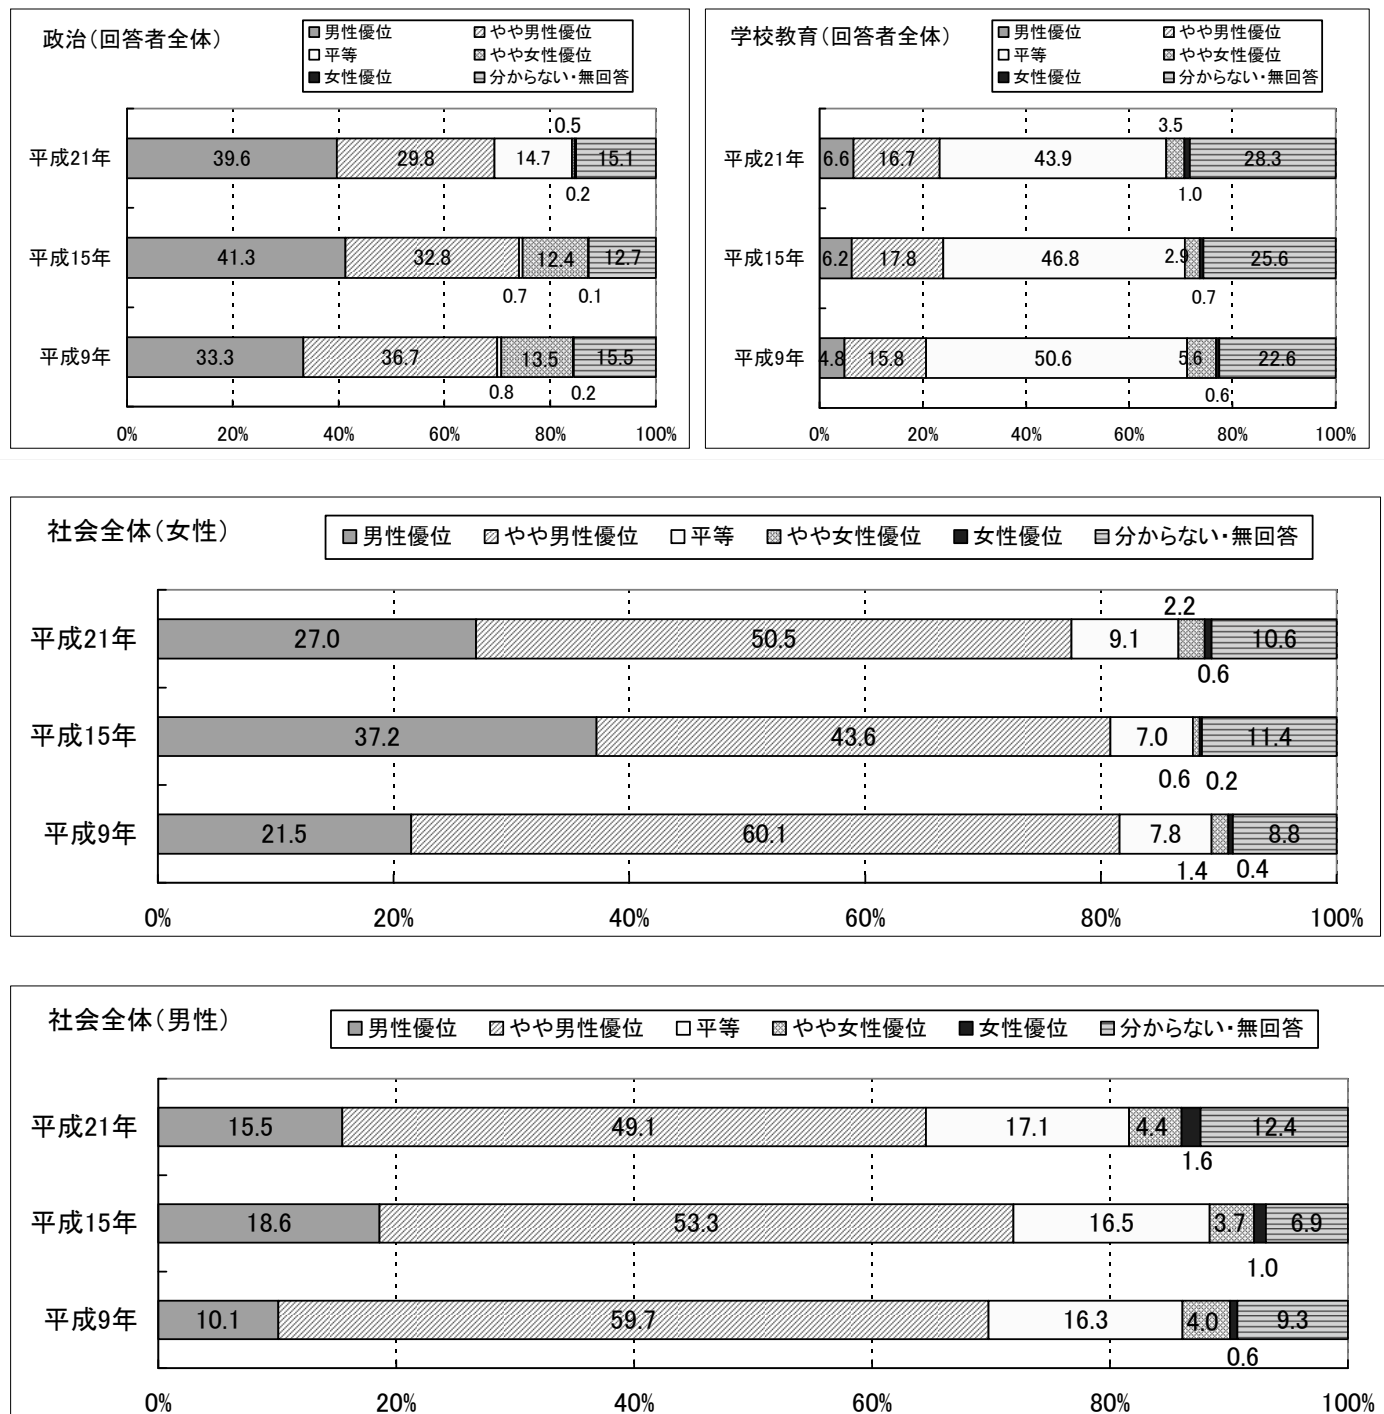 政治(回答者全体)
男性優位 やや男性優位
平等 やや女性優位
女性優位 分からない・無回答
0.5
平成21年 39.6 29.8 14.7 15.1
0.2
平成15年 41.3 32.8 12.4 12.7
0.7 0.1
平成9年 33.3 36.7 13.5 15.5
0.8 0.2
0% 20% 40% 60% 80% 100%
学校教育(回答者全体)
男性優位 やや男性優位
平等 やや女性優位
女性優位 分からない・無回答
3.5
平成21年 6.6 16.7 43.9 28.3
1.0
平成15年 6.2 17.8 46.8 2.9 25.6
0.7
平成9年 4.8 15.8 50.6 5.6 22.6
0.6
0% 20% 40% 60% 80% 100%
社会全体(女性)
男性優位 やや男性優位 平等 やや女性優位 女性優位 分からない・無回答
2.2
平成21年 27.0 50.5 9.1 10.6
0.6
平成15年 37.2 43.6 7.0 11.4
0.6 0.2
平成9年 21.5 60.1 7.8 8.8
1.4 0.4
0% 20% 40% 60% 80% 100%
社会全体(男性)
男性優位 やや男性優位 平等 やや女性優位 女性優位 分からない・無回答
平成21年 15.5 49.1 17.1 4.4 12.4
1.6
平成15年 18.6 53.3 16.5 3.7 6.9
1.0
平成9年 10.1 59.7 16.3 4.0 9.3
0.6
0% 20% 40% 60% 80% 100%